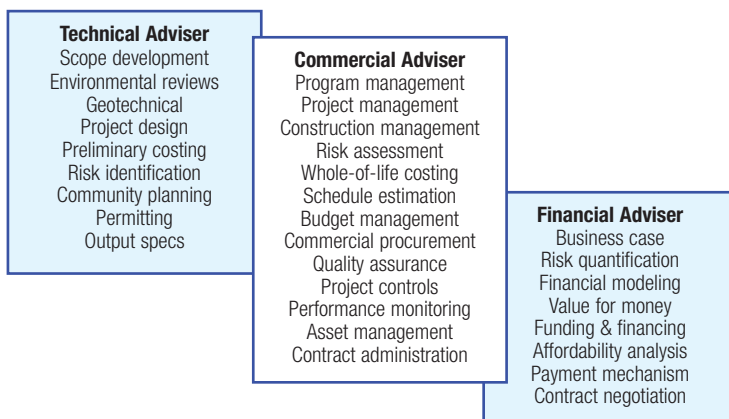 Technical Adviser
Scope development
Environmental reviews
Geotechnical
Project design
Preliminary costing
Risk identification
Community planning
Permitting
Output specs
Commercial Adviser
Program management
Project management
Construction management
Risk assessment
Whole-of-life costing
Schedule estimation
Budget management
Commercial procurement
Quality assurance
Project controls
Performance monitoring
Asset management
Contract administration
Financial Adviser
Business case
Risk quantification
Financial modeling
Value for money
Funding & financing
Affordability analysis
Payment mechanism
Contract negotiation